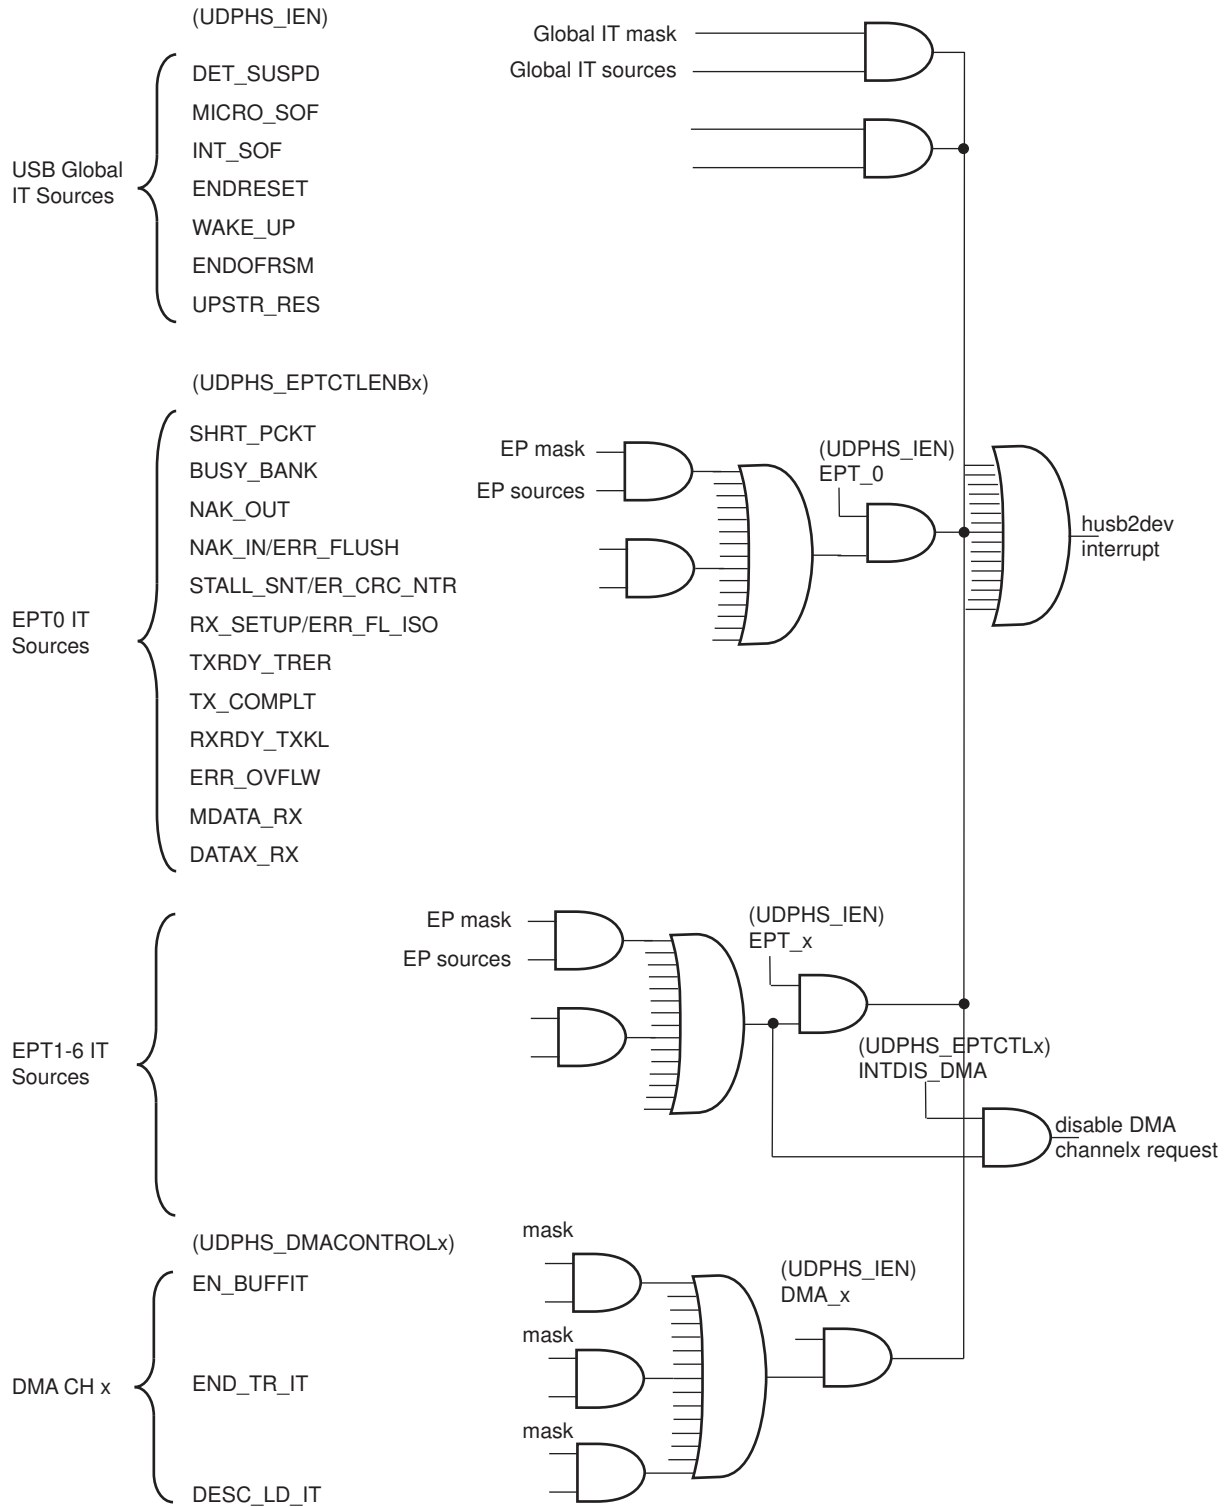 (UDPHS_IEN)
Global IT mask
Global IT sources
DET_SUSPD
MICRO_SOF
INT_SOF
ENDRESET
WAKE_UP
ENDOFRSM
UPSTR_RES
USB Global
IT Sources
(UDPHS_EPTCTLENBx)
SHRT_PCKT
BUSY_BANK
NAK_OUT
NAK_IN/ERR_FLUSH
STALL_SNT/ER_CRC_NTR
RX_SETUP/ERR_FL_ISO
TXRDY_TRER
TX_COMPLT
RXRDY_TXKL
ERR_OVFLW
MDATA_RX
DATAX_RX
EPT0 IT
Sources
EP mask
EP sources
(UDPHS_IEN)
EPT_0
husb2dev
interrupt
EP mask
EP sources
(UDPHS_IEN)
EPT_x
EPT1-6 IT
Sources
(UDPHS_EPTCTLx)
INTDIS_DMA
disable DMA
channelx request
(UDPHS_DMACONTROLx)
mask
EN_BUFFIT
(UDPHS_IEN)
DMA_x
mask
DMA CH x
END_TR_IT
mask
DESC_LD_IT